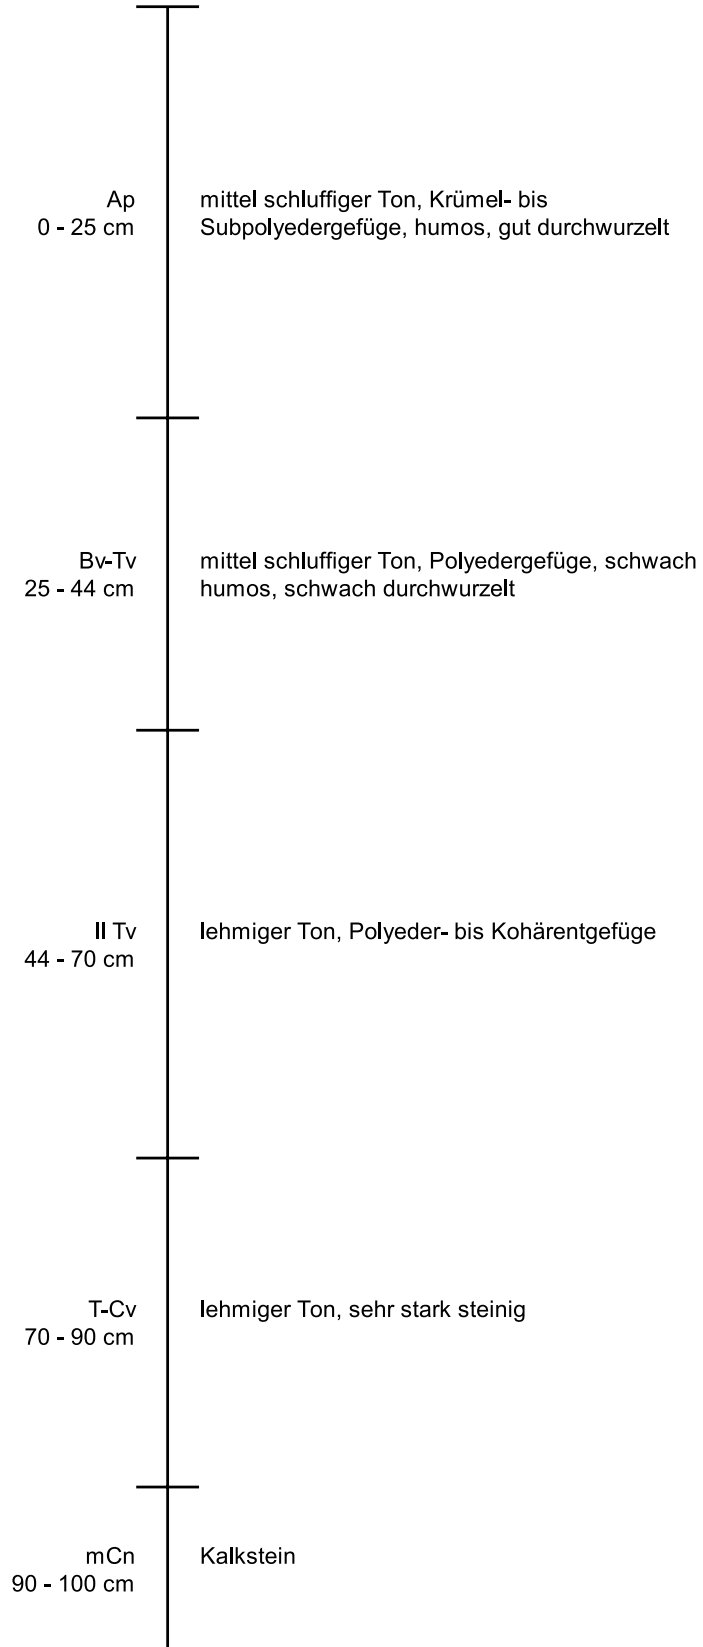 Ap
0 - 25 cm
mittel schluffiger Ton, Krümel- bis
Subpolyedergefüge, humos, gut durchwurzelt
Bv-Tv
25 - 44 cm
mittel schluffiger Ton, Polyedergefüge, schwach
humos, schwach durchwurzelt
II Tv
44 - 70 cm
lehmiger Ton, Polyeder- bis Kohärentgefüge
T-Cv
70 - 90 cm
lehmiger Ton, sehr stark steinig
mCn
90 - 100 cm
Kalkstein